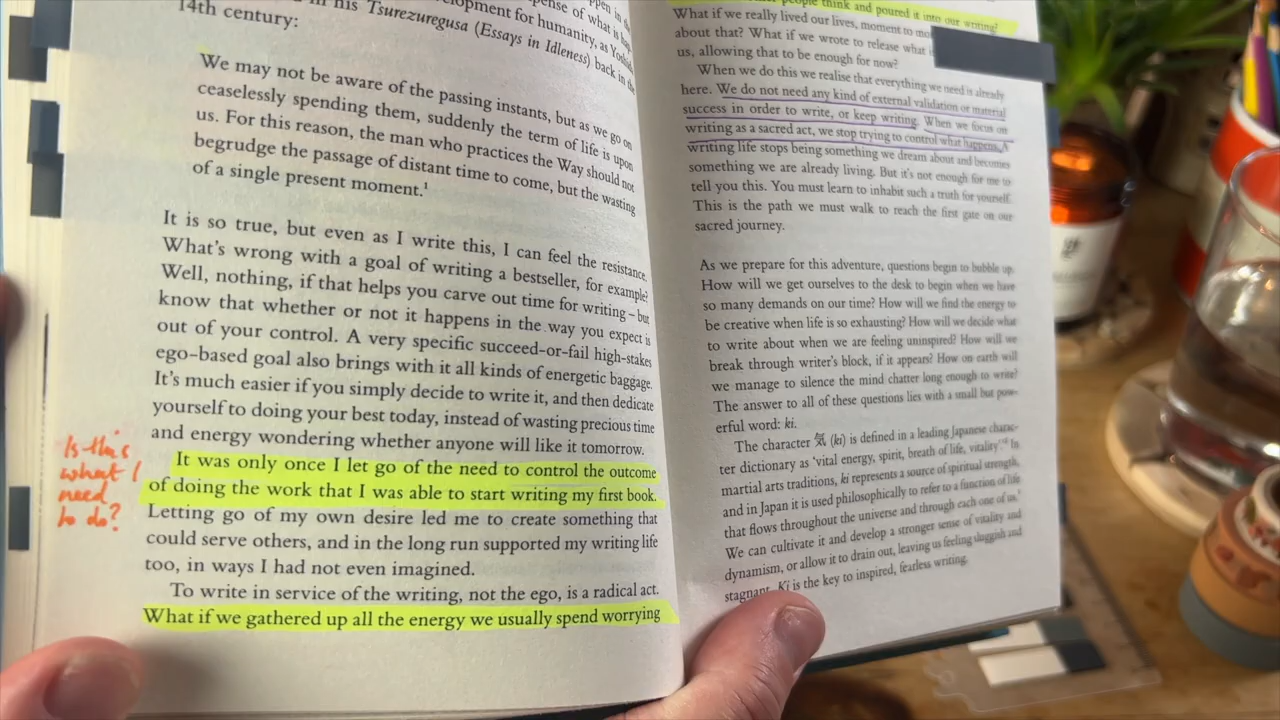 in his Tsurezuregusa (Essays in Idleness) back in the
14th century:
We may not be aware of the passing instants, but as we go on
ceaselessly spending them, suddenly the term of life is upon
us. For this reason, the man who practices the Way should not
begrudge the passage of distant time to come, but the wasting
of a single present moment.¹
It is so true, but even as I write this, I can feel the resistance.
What's wrong with a goal of writing a bestseller, for example?
Well, nothing, if that helps you carve out time for writing – but
know that whether or not it happens in the way you expect is
out of your control. A very specific succeed-or-fail high-stakes
ego-based goal also brings with it all kinds of energetic baggage.
It's much easier if you simply decide to write it, and then dedicate
yourself to doing your best today, instead of wasting precious time
and energy wondering whether anyone will like it tomorrow.
It was only once I let go of the need to control the outcome
of doing the work that I was able to start writing my first book.
Letting go of my own desire led me to create something that
could serve others, and in the long run supported my writing life
too, in ways I had not even imagined.
To write in service of the writing, not the ego, is a radical act.
What if we gathered up all the energy we usually spend worrying
Is this
what I
need
to do?
people think and poured it into our writing?
What if we really lived our lives, moment to
about that? What if we wrote to release what
us, allowing that to be enough for now?
When we do this we realise that everything we need is already
here. We do not need any kind of external validation or material
success in order to write, or keep writing. When we focus on
writing as a sacred act, we stop trying to control what happens. A
writing life stops being something we dream about and becomes
something we are already living. But it's not enough for me to
tell you this. You must learn to inhabit such a truth for yourself.
This is the path we must walk to reach the first gate on our
sacred journey.
As we prepare for this adventure, questions begin to bubble up.
How will we get ourselves to the desk to begin when we have
so many demands on our time? How will we find the energy to
be creative when life is so exhausting? How will we decide what
to write about when we are feeling uninspired? How will we
break through writer's block, if it appears? How on earth will
we manage to silence the mind chatter long enough to write?
The answer to all of these questions lies with a small but pow-
erful word: ki.
The character 気 (ki) is defined in a leading Japanese charac-
ter dictionary as 'vital energy, spirit, breath of life, vitality'.² In
martial arts traditions, ki represents a source of spiritual strength,
and in Japan it is used philosophically to refer to a function of life
that flows throughout the universe and through each one of us.³
We can cultivate it and develop a stronger sense of vitality and
dynamism, or allow it to drain out, leaving us feeling sluggish and
stagnant. Ki is the key to inspired, fearless writing.